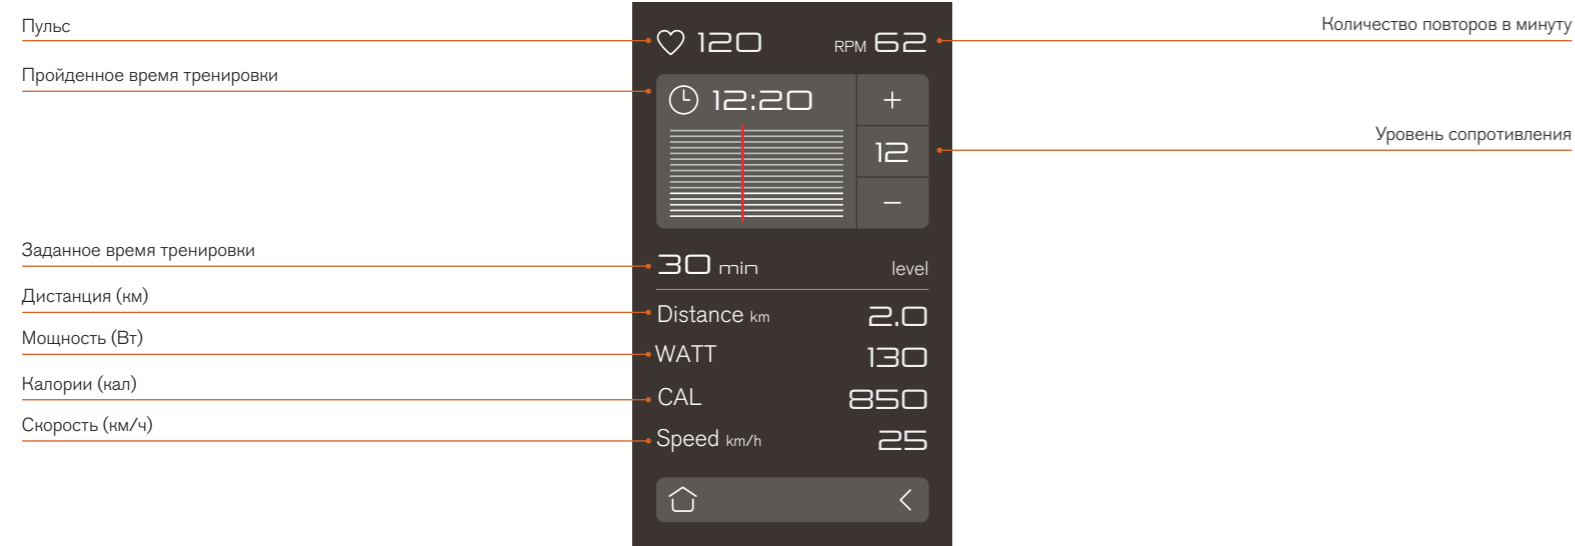 Пульс
Количество повторов в минуту
120
RPM 62
Пройденное время тренировки
12:20
+
Уровень сопротивления
12
−
Заданное время тренировки
30 min
level
Дистанция (км)
Distance km 2.0
Мощность (Вт)
WATT 130
Калории (кал)
CAL 850
Скорость (км/ч)
Speed km/h 25